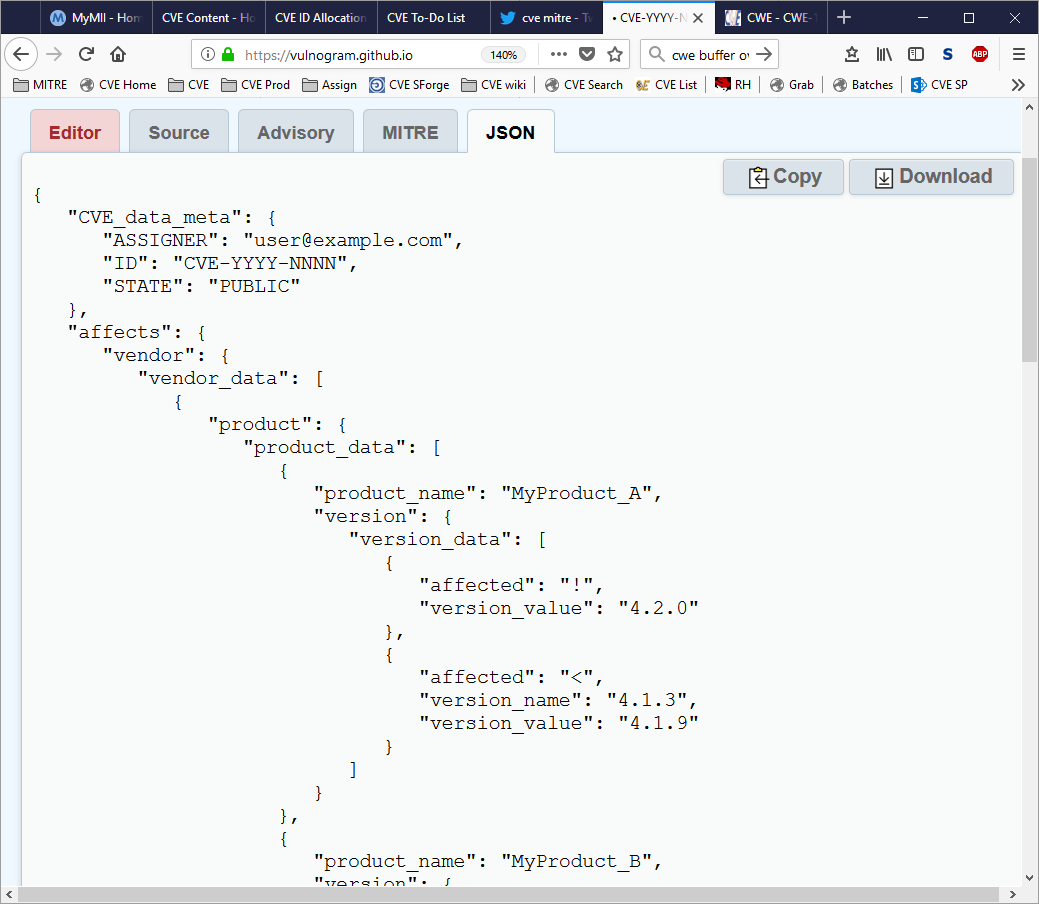 MyMII - Hom
CVE Content - Ho
CVE ID Allocation
CVE To-Do List
cve mitre - Tw
• CVE-YYYY-N
CWE - CWE-1
https://vulnogram.github.io
140%
cwe buffer ov
S
ABP
MITRE
CVE Home
CVE
CVE Prod
Assign
CVE SForge
CVE wiki
CVE Search
CVE List
RH
Grab
Batches
CVE SP
Editor
Source
Advisory
MITRE
JSON
Copy
Download
{
"CVE_data_meta": {
"ASSIGNER": "user@example.com",
"ID": "CVE-YYYY-NNNN",
"STATE": "PUBLIC"
},
"affects": {
"vendor": {
"vendor_data": [
{
"product": {
"product_data": [
{
"product_name": "MyProduct_A",
"version": {
"version_data": [
{
"affected": "!",
"version_value": "4.2.0"
},
{
"affected": "<",
"version_name": "4.1.3",
"version_value": "4.1.9"
}
]
}
},
{
"product_name": "MyProduct_B",
"version": {